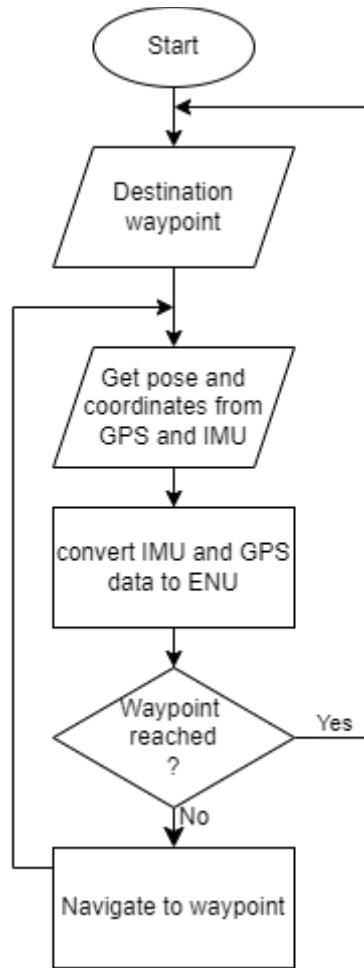 Start
Destination
waypoint
Get pose and
coordinates from
GPS and IMU
convert IMU and GPS
data to ENU
Waypoint
reached
?
Yes
No
Navigate to waypoint